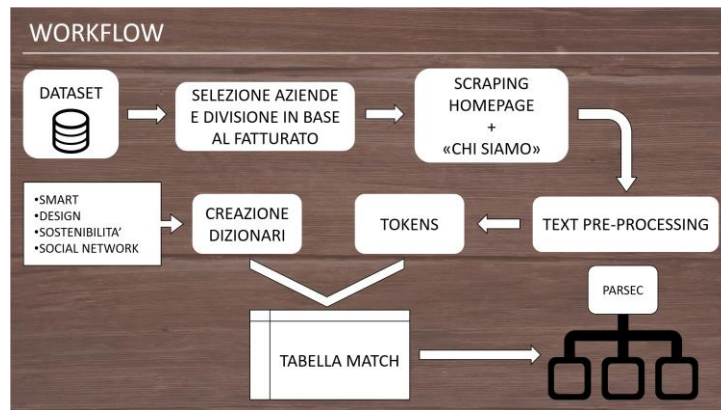 WORKFLOW
DATASET
SELEZIONE AZIENDE
E DIVISIONE IN BASE
AL FATTURATO
SCRAPING
HOMEPAGE
+
«CHI SIAMO»
•SMART
•DESIGN
•SOSTENIBILITA'
•SOCIAL NETWORK
CREAZIONE
DIZIONARI
TOKENS
TEXT PRE-PROCESSING
TABELLA MATCH
PARSEC